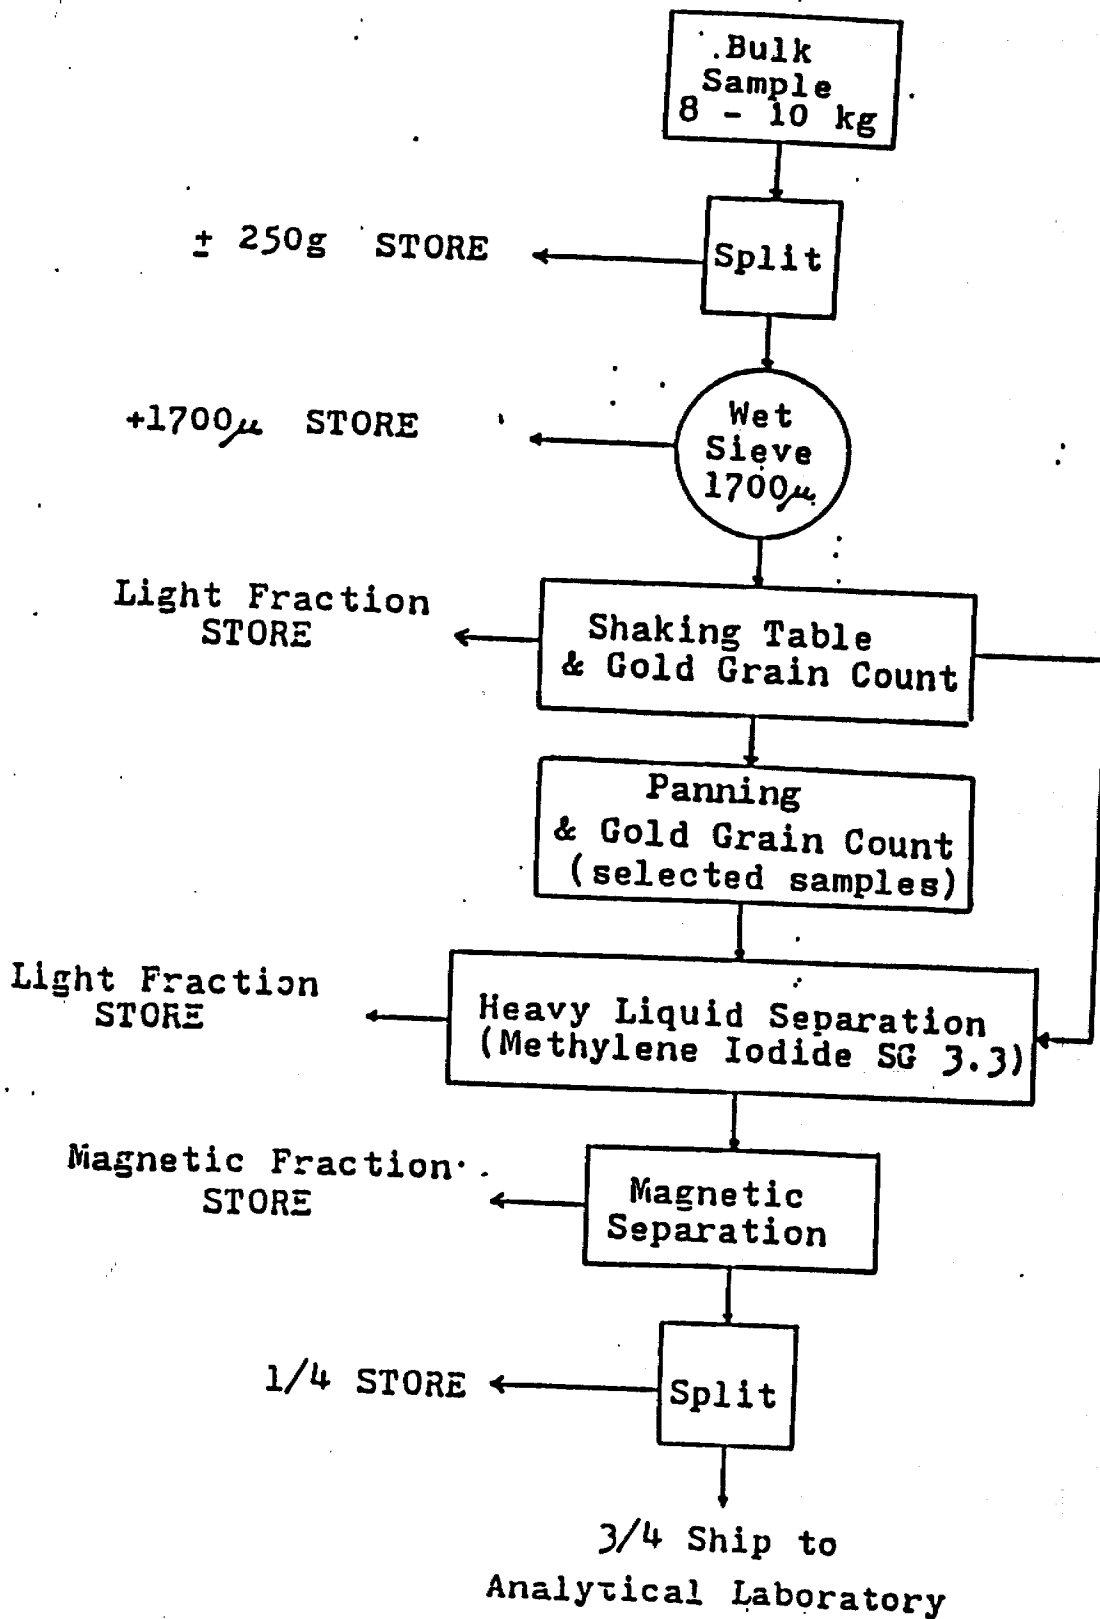 Bulk
Sample
8 - 10 kg
± 250g STORE
Split
+1700μ STORE
Wet
Sieve
1700μ
Light Fraction
STORE
Shaking Table
& Gold Grain Count
Panning
& Gold Grain Count
(selected samples)
Light Fraction
STORE
Heavy Liquid Separation
(Methylene Iodide SG 3.3)
Magnetic Fraction
STORE
Magnetic
Separation
1/4 STORE
Split
3/4 Ship to
Analytical Laboratory